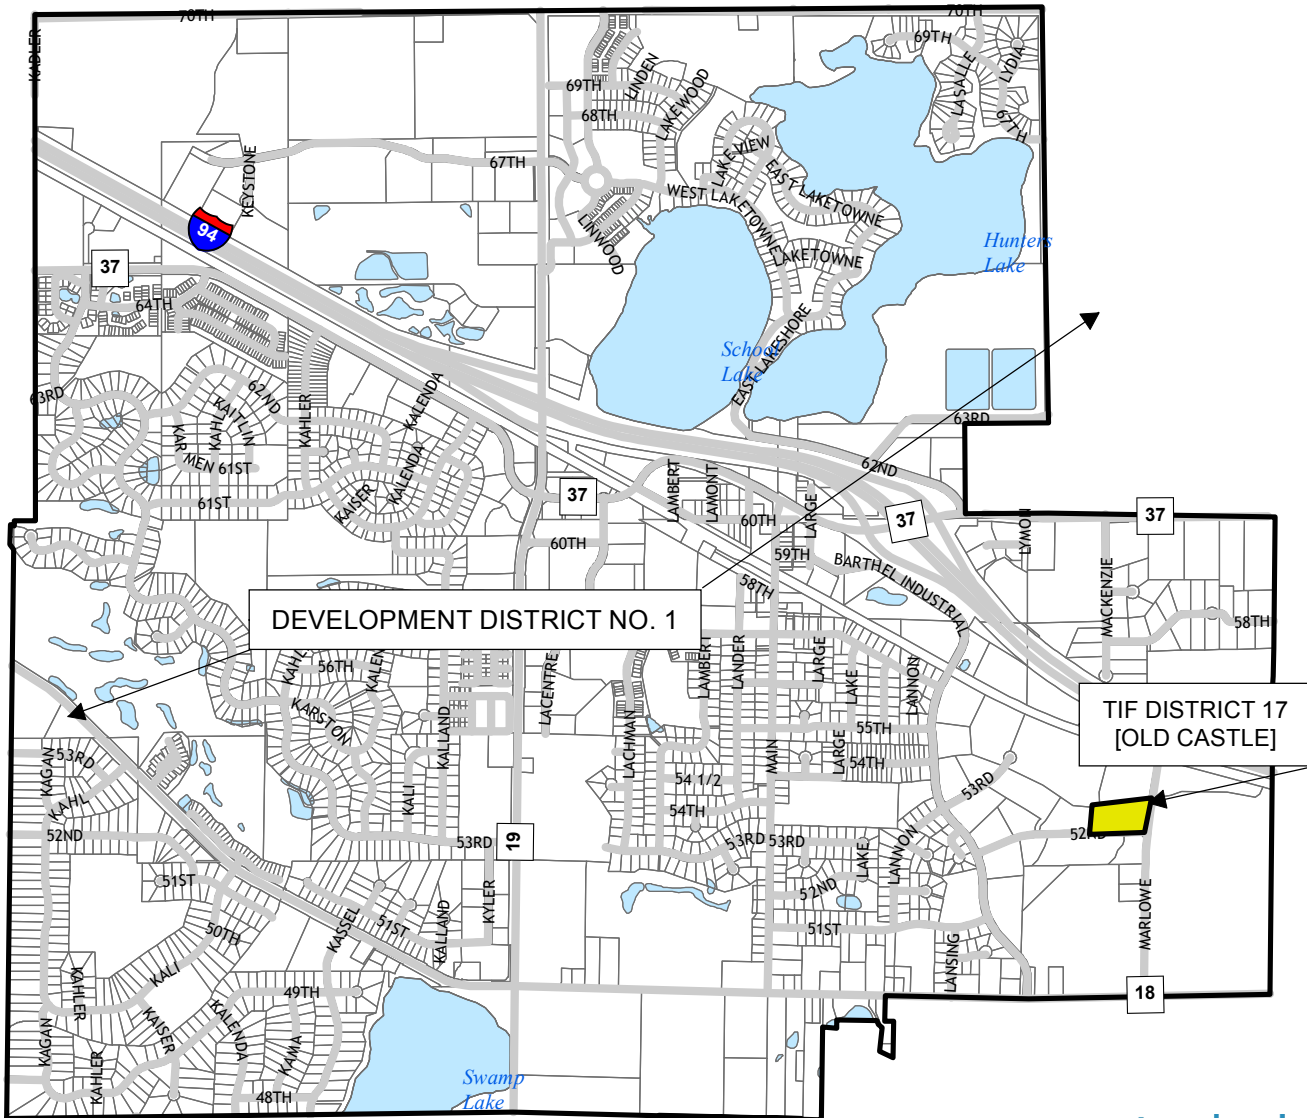 70TH
70TH
KADLER
69TH
LASALLE
LYDIA
67TH
69TH
LINDEN
LAKEWOOD
68TH
67TH
KEYSTONE
LAKE VIEW
EAST LAKETOWNE
WEST LAKETOWNE
LAKETOWNE
LINWOOD
94
Hunters
Lake
37
64TH
School
Lake
EAST LAKESHORE
63RD
62ND
KAITLIN
KAHL
KAR
MEN
61ST
KAHLER
KALENDA
KALENDA
KAISER
61ST
63RD
62ND
37
LAMBERT
LAMONT
LARGE
60TH
37
37
60TH
59TH
58TH
BARTHEL INDUSTRIAL
LYMON
MACKENZIE
58TH
DEVELOPMENT DISTRICT NO. 1
KAHL
56TH
KALEN
KARSTON
KALLAND
LACENTRE
LACHMAN
LAMBERT
LANDER
LARGE
LAKE
LANNON
TIF DISTRICT 17
[OLD CASTLE]
MAIN
55TH
LARGE
54TH
54 1/2
54TH
53RD
53RD
53RD
52ND
KAGAN
53RD
KAHL
52ND
KALI
53RD
19
LAKE
LANNON
52ND
51ST
LANSING
MARLOWE
18
51ST
50TH
KALI
KASSEL
51ST
KALLAND
KYLER
KAHLER
KAISER
KALENDA
49TH
KAMA
48TH
KAGAN
KAHLER
Swamp
Lake